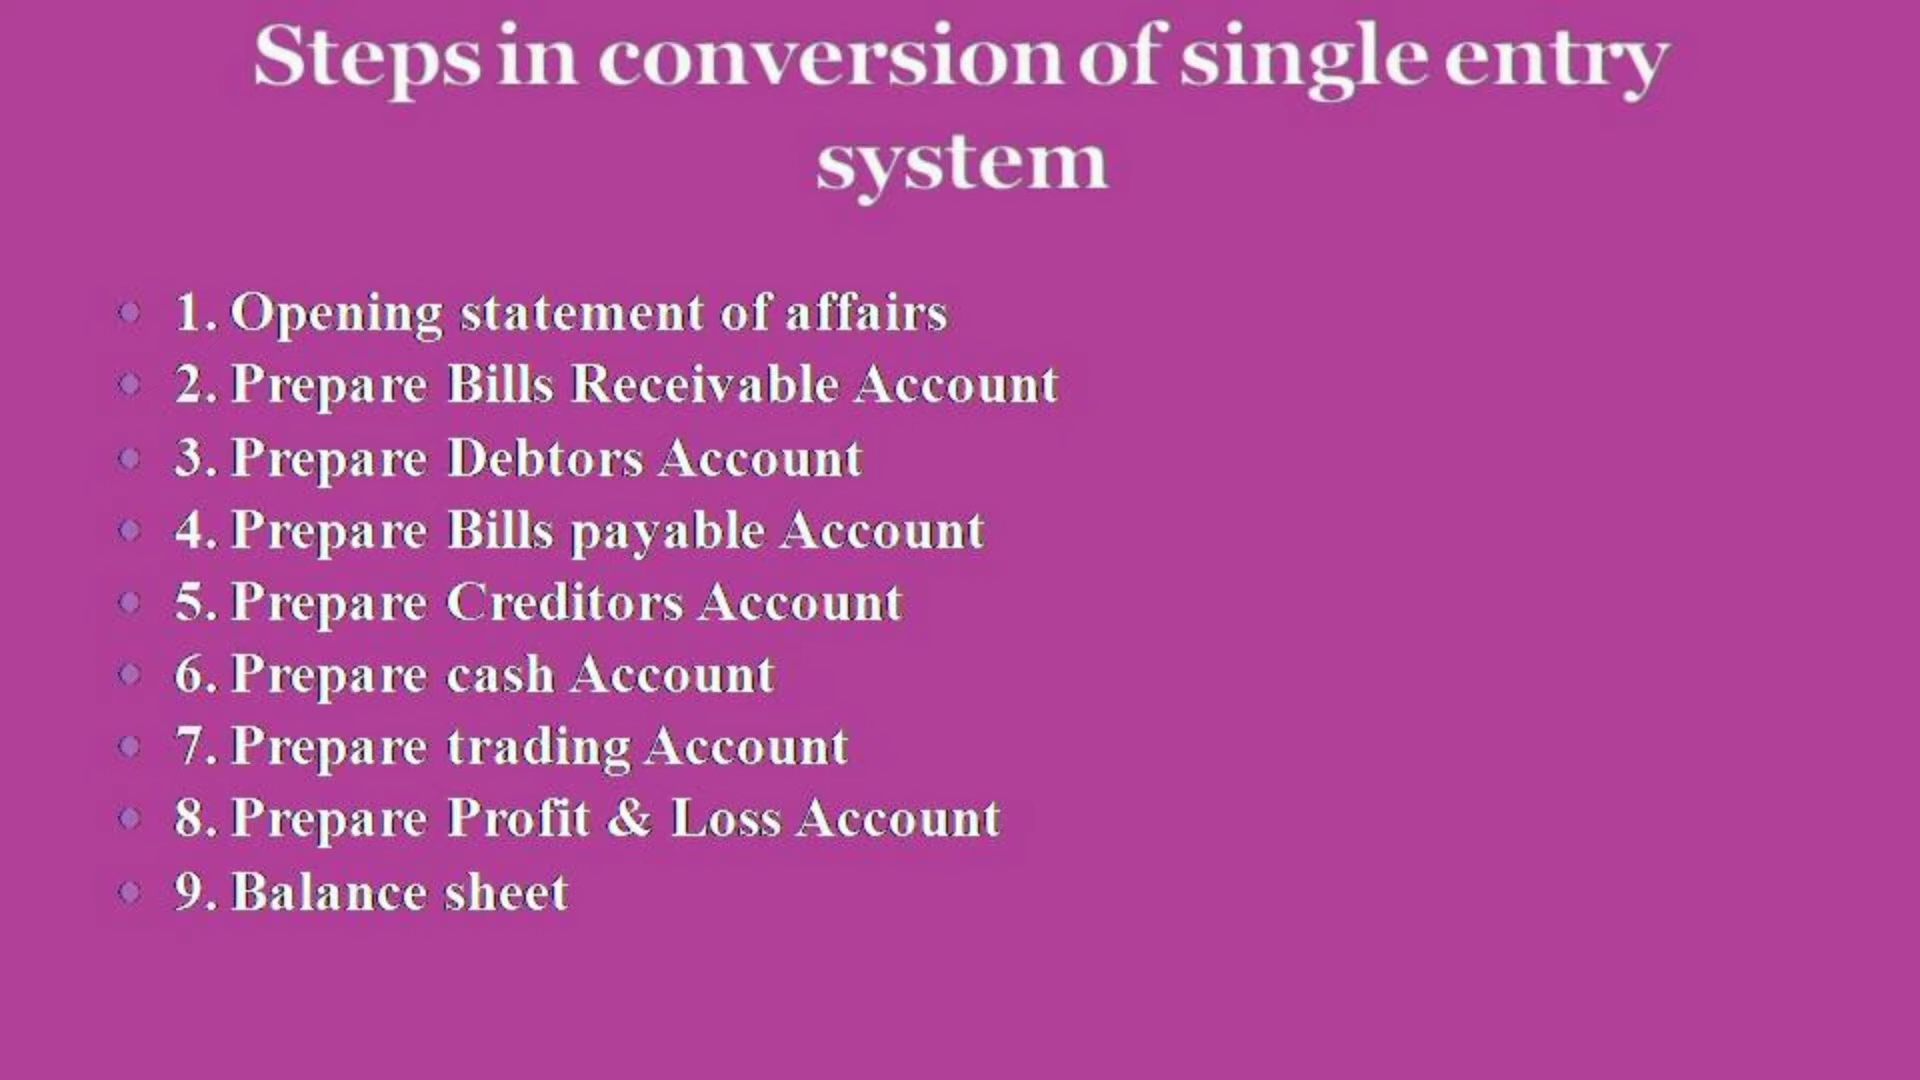 Steps in conversion of single entry
system
1. Opening statement of affairs
2. Prepare Bills Receivable Account
3. Prepare Debtors Account
4. Prepare Bills payable Account
5. Prepare Creditors Account
6. Prepare cash Account
7. Prepare trading Account
8. Prepare Profit & Loss Account
9. Balance sheet